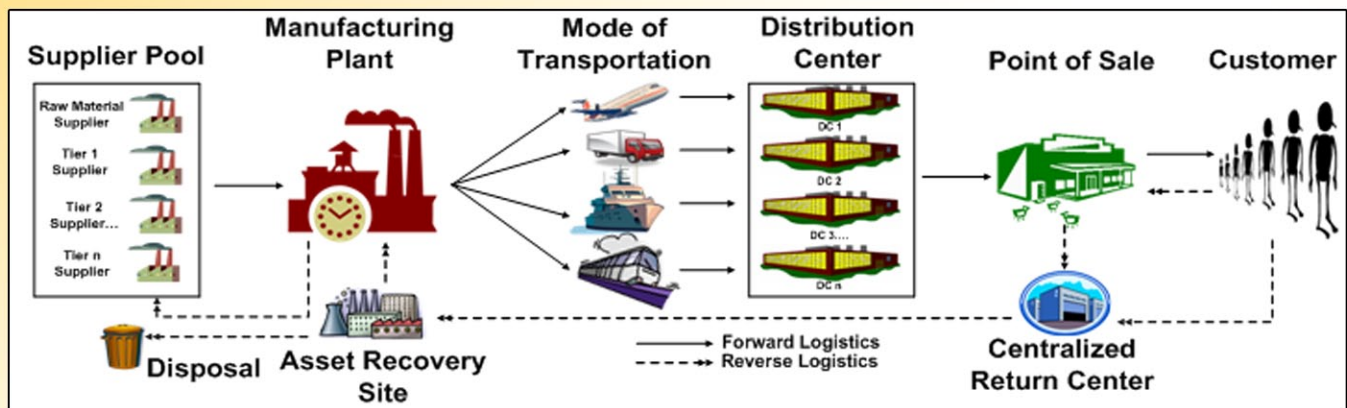 Supplier Pool
Raw Material
Supplier
Tier 1
Supplier
Tier 2
Supplier...
Tier n
Supplier
Manufacturing
Plant
Mode of
Transportation
Distribution
Center
DC 1
DC 2
DC 3....
DC n
Point of Sale
Customer
Disposal
Asset Recovery
Site
Forward Logistics
Reverse Logistics
Centralized
Return Center